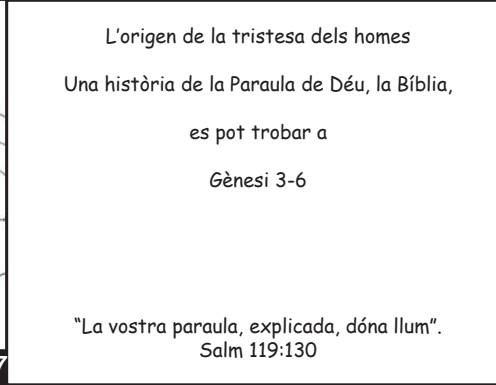 L'origen de la tristesa dels homes
Una història de la Paraula de Déu, la Bíblia,
es pot trobar a
Gènesi 3-6
“La vostra paraula, explicada, dóna llum”.
Salm 119:130
7